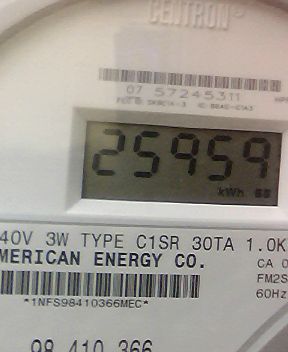 CENTRON®
07 57245311
25959
kWh
40V 3W TYPE C1SR 30TA 1.0K
MERICAN ENERGY CO.
CA 0
FM2S
60Hz
*1NFS98410366MEC*
98 410 366